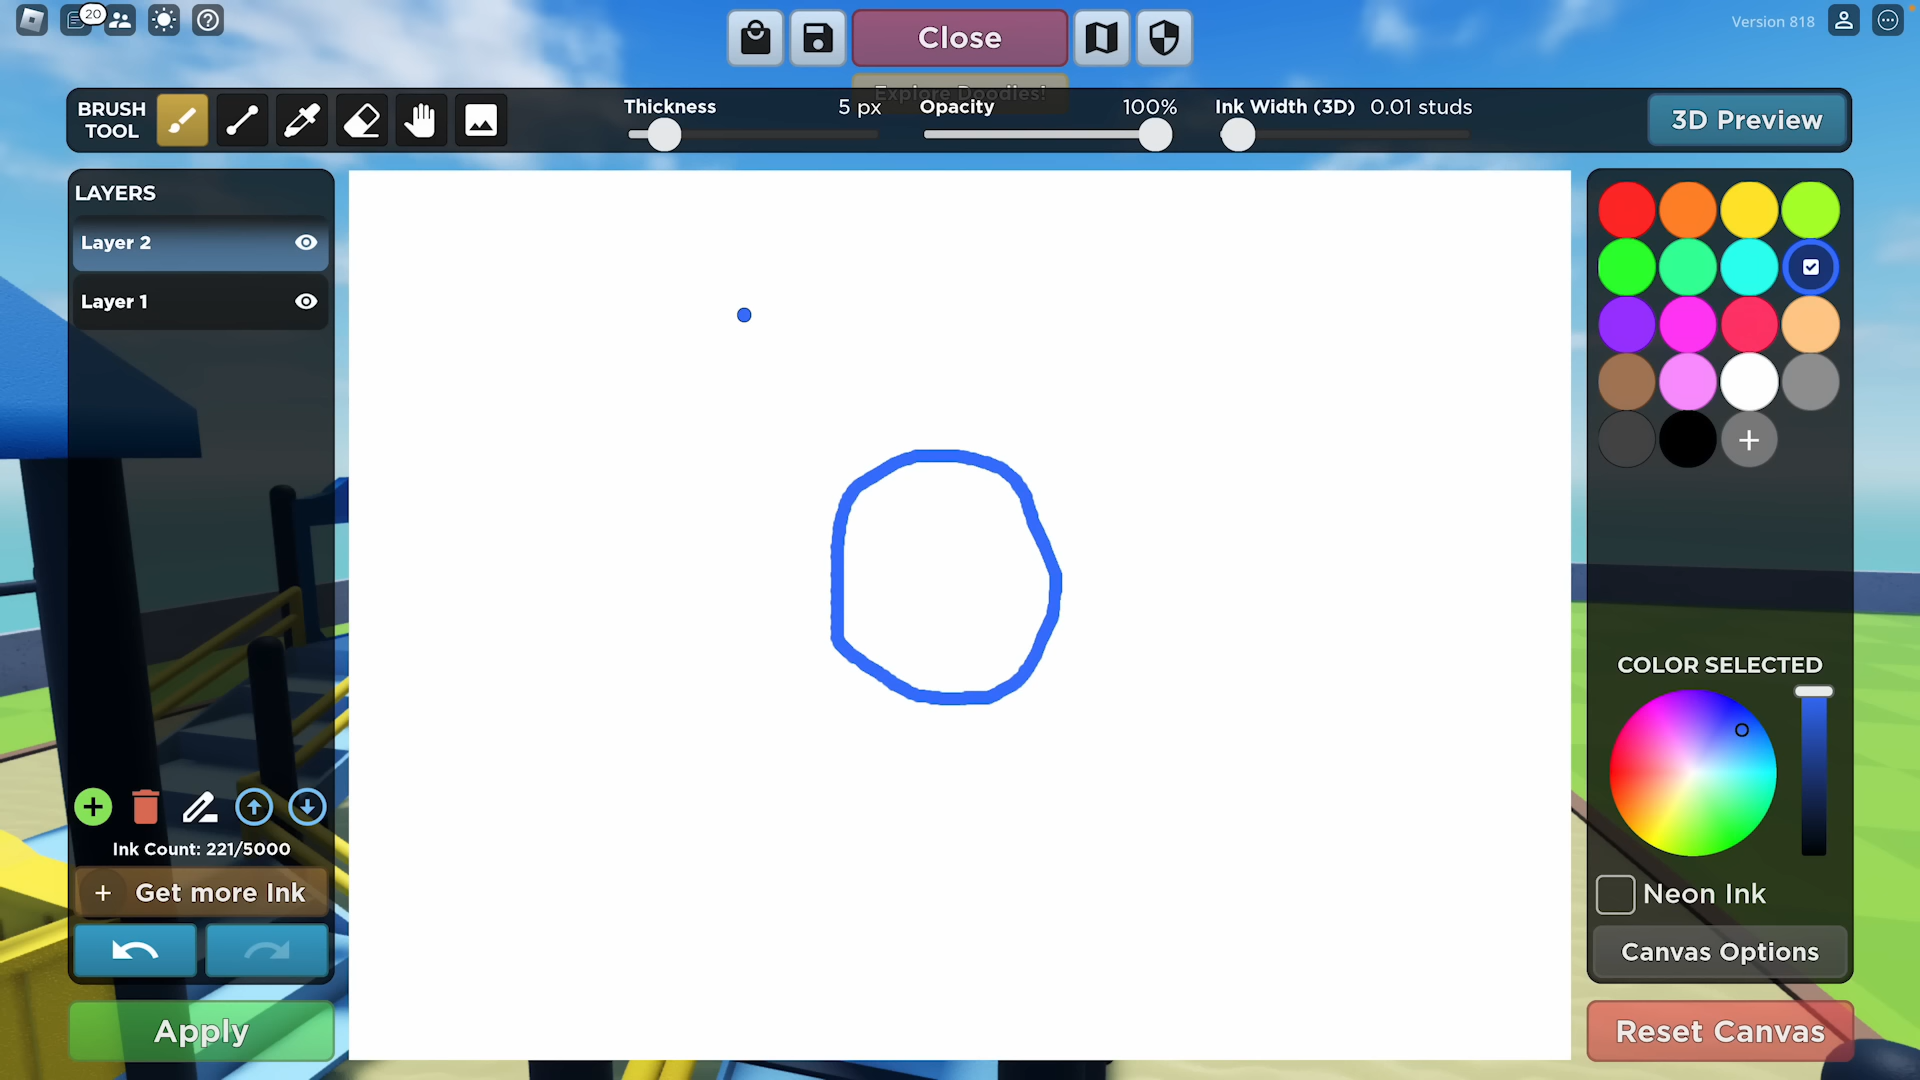 20
Close
Version 818
Explore Doodles!
BRUSH
TOOL
Thickness 5 px
Opacity 100%
Ink Width (3D) 0.01 studs
3D Preview
LAYERS
Layer 2
Layer 1
Ink Count: 221/5000
+ Get more Ink
Apply
COLOR SELECTED
Neon Ink
Canvas Options
Reset Canvas